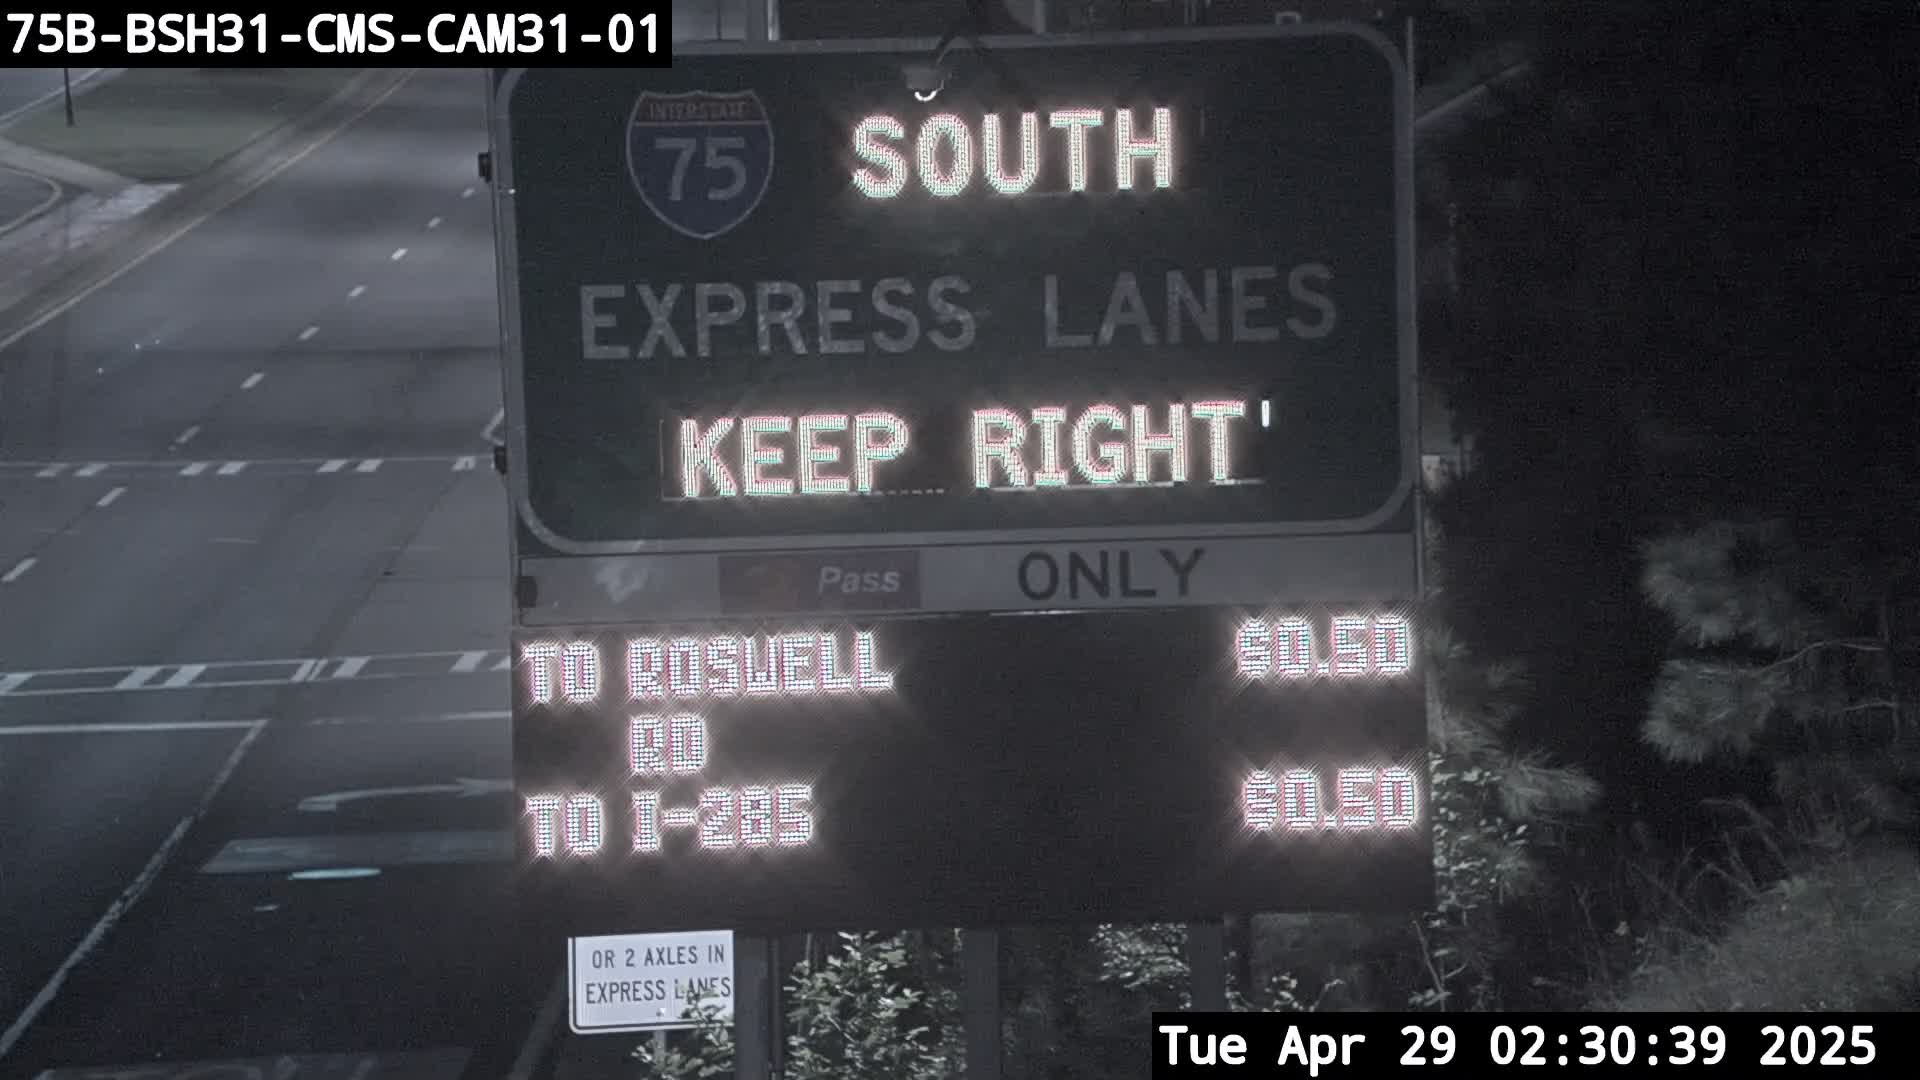 75B-BSH31-CMS-CAM31-01
INTERSTATE
75
SOUTH
EXPRESS LANES
KEEP RIGHT
Pass ONLY
TO ROSWELL $0.50
RD
TO I-285 $0.50
OR 2 AXLES IN
EXPRESS LANES
Tue Apr 29 02:30:39 2025